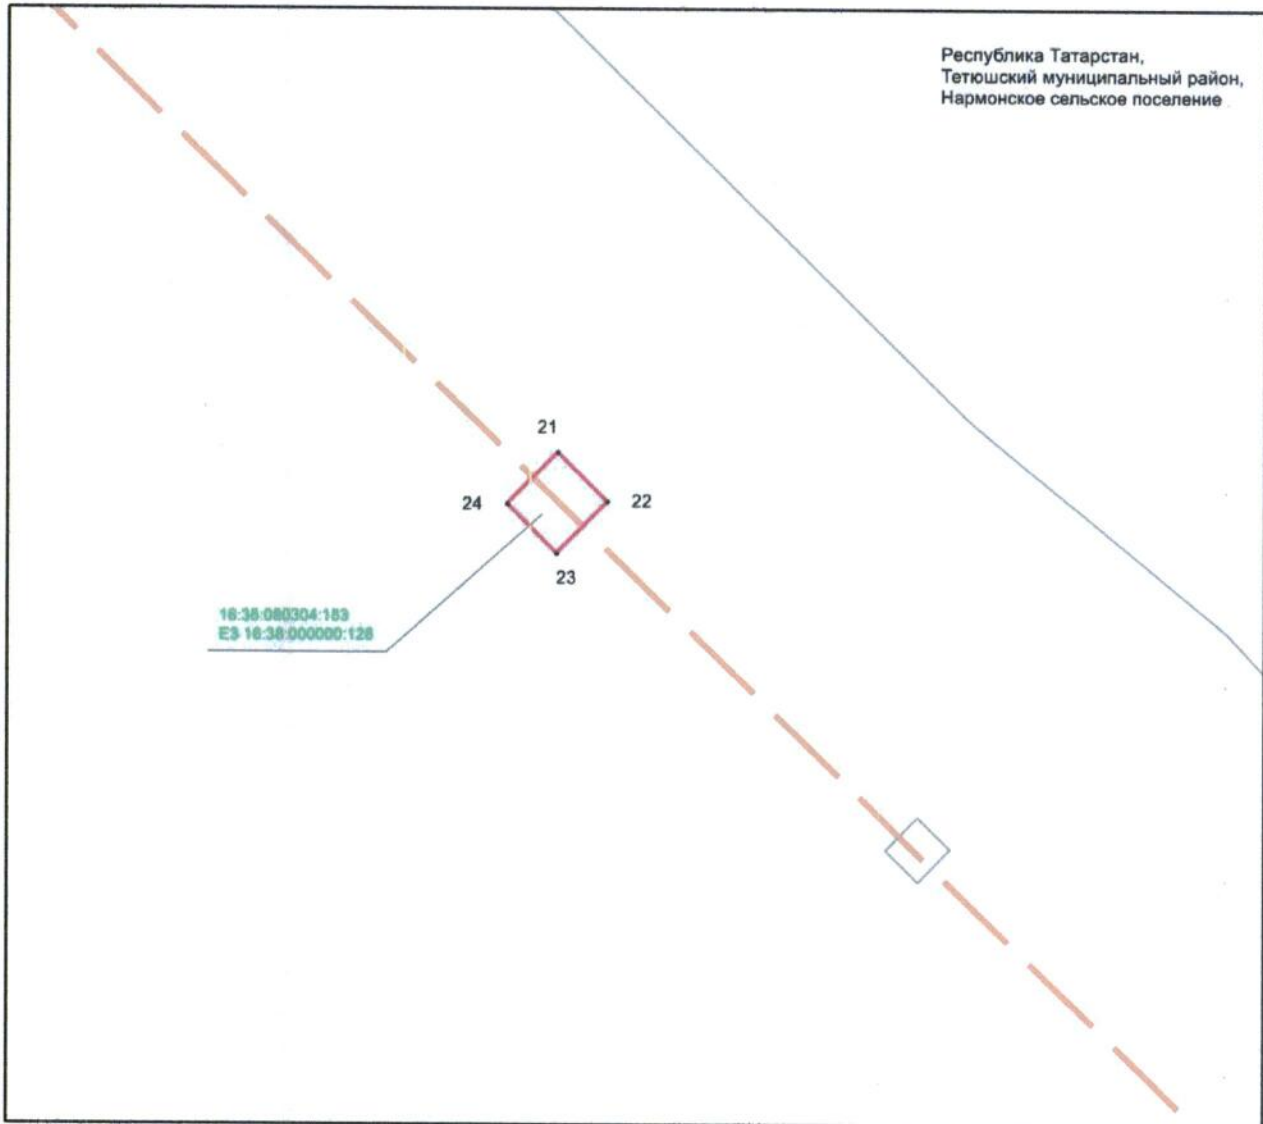 Республика Татарстан,
Тетюшский муниципальный район,
Нармонское сельское поселение
21
24
22
23
16:38:080304:183
ЕЗ 16:38:000000:128